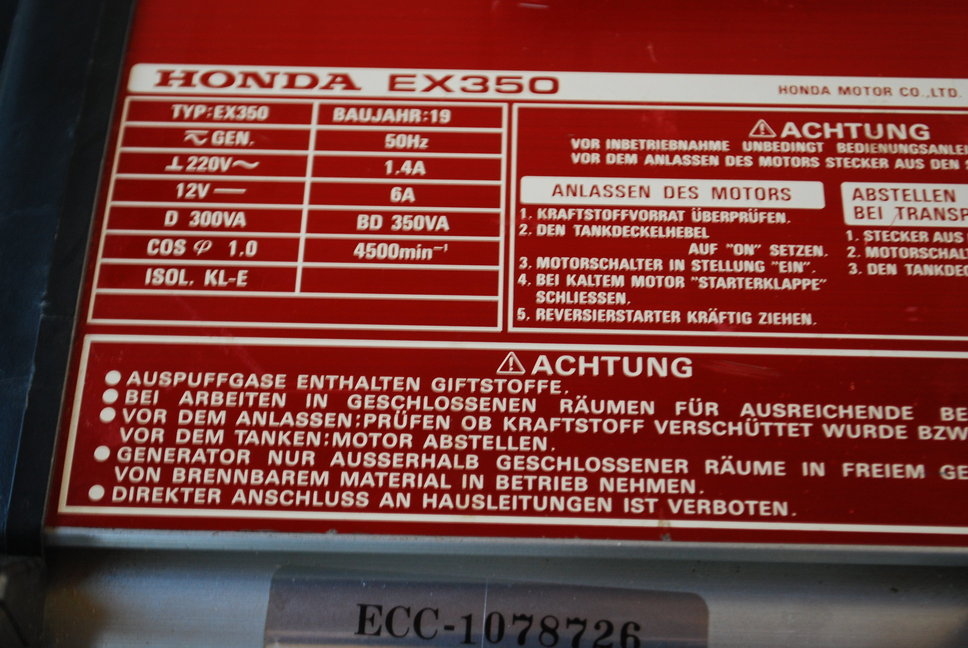 HONDA EX350
HONDA MOTOR CO.,LTD.
TYP:EX350 BAUJAHR:19
GEN. 50Hz
⊥220V~ 1.4A
12V 6A
D 300VA BD 350VA
COS φ 1.0 4500min⁻¹
ISOL. KL-E
⚠ACHTUNG
VOR INBETRIEBNAHME UNBEDINGT
VOR DEM ANLASSEN DES MOTORS STECKER AUS DEN
ANLASSEN DES MOTORS
1. KRAFTSTOFFVORRAT ÜBERPRÜFEN.
2. DEN TANKDECKELHEBEL
AUF "ON" SETZEN.
3. MOTORSCHALTER IN STELLUNG "EIN".
4. BEI KALTEM MOTOR "STARTERKLAPPE"
SCHLIESSEN.
5. REVERSIERSTARTER KRÄFTIG ZIEHEN.
ABSTELLEN
BEI
1. STECKER AUS
2.
3. DEN
⚠ACHTUNG
●AUSPUFFGASE ENTHALTEN GIFTSTOFFE.
●BEI ARBEITEN IN GESCHLOSSENEN RÄUMEN FÜR AUSREICHENDE
●VOR DEM ANLASSEN:PRÜFEN OB KRAFTSTOFF VERSCHÜTTET WURDE BZW
VOR DEM TANKEN:MOTOR ABSTELLEN.
●GENERATOR NUR AUSSERHALB GESCHLOSSENER RÄUME IN FREIEM
VON BRENNBAREM MATERIAL IN BETRIEB NEHMEN.
●DIREKTER ANSCHLUSS AN HAUSLEITUNGEN IST VERBOTEN.
ECC-1078726